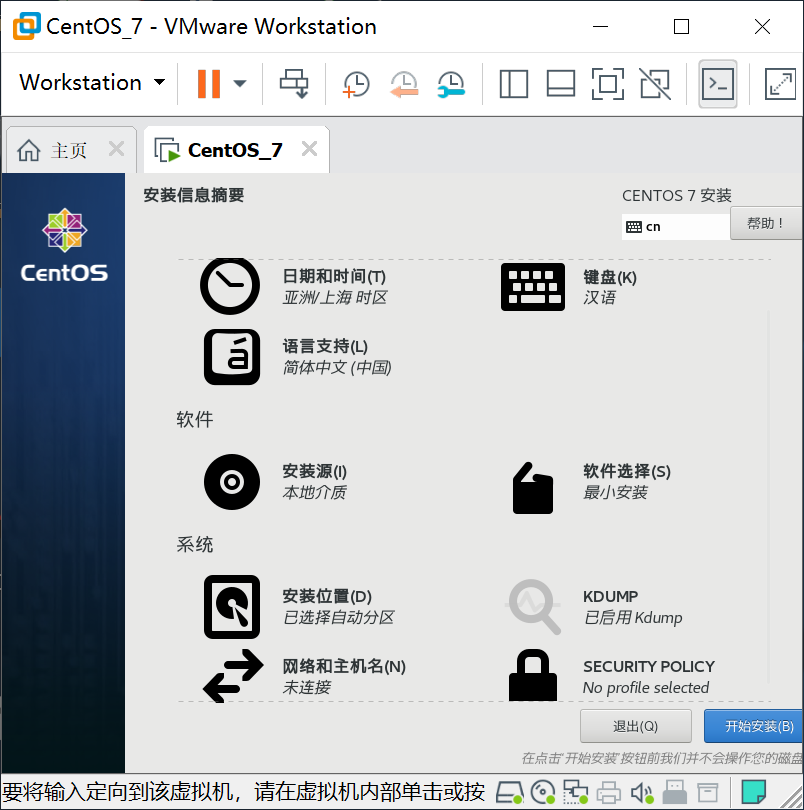 CentOS_7 - VMware Workstation
Workstation
主页
CentOS_7
安装信息摘要
CENTOS 7 安装
cn
帮助！
CentOS
日期和时间(T)
亚洲/上海 时区
键盘(K)
汉语
语言支持(L)
简体中文 (中国)
软件
安装源(I)
本地介质
软件选择(S)
最小安装
系统
安装位置(D)
已选择自动分区
KDUMP
已启用 Kdump
网络和主机名(N)
未连接
SECURITY POLICY
No profile selected
退出(Q)
开始安装(B)
在点击"开始安装"按钮前我们并不会操作您的磁盘
要将输入定向到该虚拟机，请在虚拟机内部单击或按